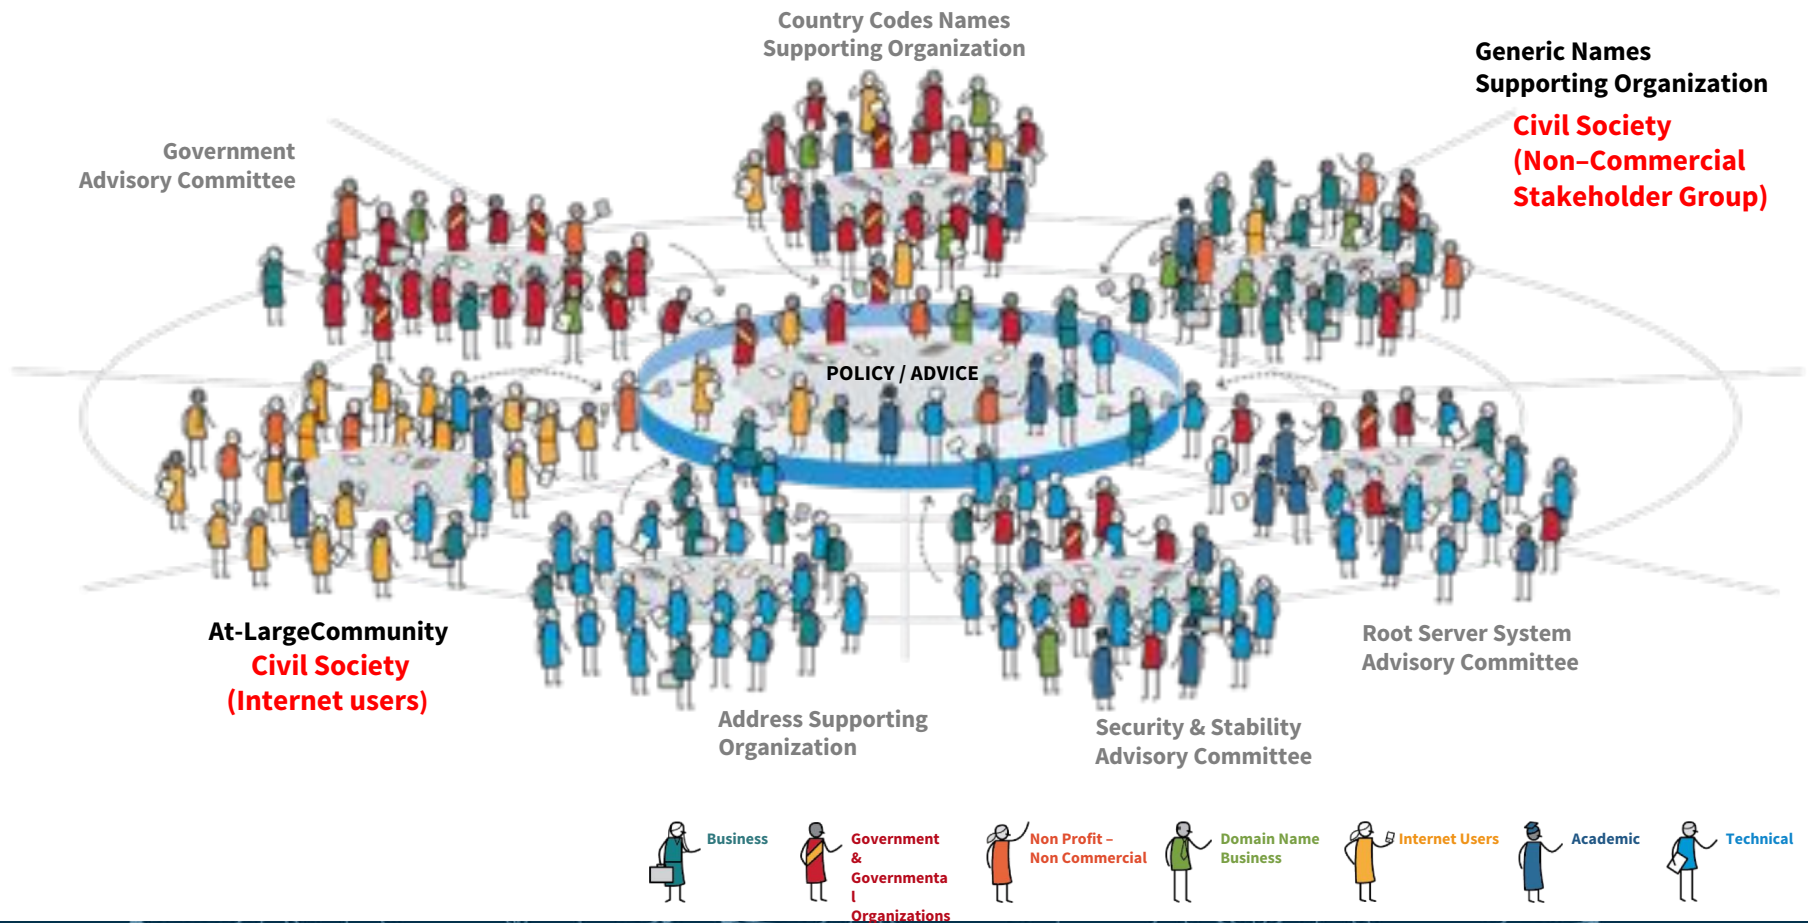 Country Codes Names
Supporting Organization
Generic Names
Supporting Organization
Civil Society
(Non–Commercial
Stakeholder Group)
Government
Advisory Committee
POLICY / ADVICE
At-LargeCommunity
Civil Society
(Internet users)
Root Server System
Advisory Committee
Address Supporting
Organization
Security & Stability
Advisory Committee
Business
Government
&
Governmenta
l
Organizations
Non Profit –
Non Commercial
Domain Name
Business
Internet Users
Academic
Technical